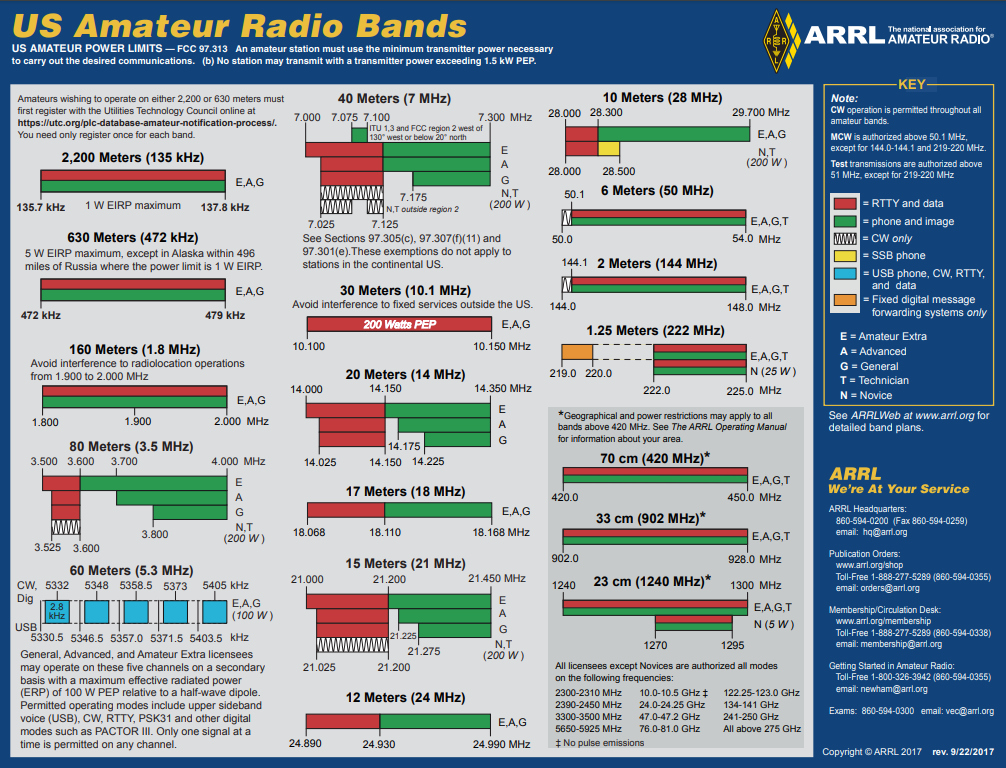 US Amateur Radio Bands
US AMATEUR POWER LIMITS — FCC 97.313 An amateur station must use the minimum transmitter power necessary
to carry out the desired communications. (b) No station may transmit with a transmitter power exceeding 1.5 kW PEP.
ARRL The national association for
AMATEUR RADIO®
Amateurs wishing to operate on either 2,200 or 630 meters must
first register with the Utilities Technology Council online at
https://utc.org/plc-database-amateur-notification-process/.
You need only register once for each band.
2,200 Meters (135 kHz)
E,A,G
135.7 kHz 1 W EIRP maximum 137.8 kHz
630 Meters (472 kHz)
5 W EIRP maximum, except in Alaska within 496
miles of Russia where the power limit is 1 W EIRP.
E,A,G
472 kHz 479 kHz
160 Meters (1.8 MHz)
Avoid interference to radiolocation operations
from 1.900 to 2.000 MHz
E,A,G
1.800 1.900 2.000 MHz
80 Meters (3.5 MHz)
3.500 3.600 3.700 4.000 MHz
E
A
G
N,T
(200 W)
3.800
3.525 3.600
60 Meters (5.3 MHz)
CW, 5332 5348 5358.5 5373 5405 kHz
Dig
2.8
kHz
E,A,G
(100 W)
USB
5330.5 5346.5 5357.0 5371.5 5403.5 kHz
General, Advanced, and Amateur Extra licensees
may operate on these five channels on a secondary
basis with a maximum effective radiated power
(ERP) of 100 W PEP relative to a half-wave dipole.
Permitted operating modes include upper sideband
voice (USB), CW, RTTY, PSK31 and other digital
modes such as PACTOR III. Only one signal at a
time is permitted on any channel.
40 Meters (7 MHz)
7.000 7.075 7.100 7.300 MHz
ITU 1,3 and FCC region 2 west of
130° west or below 20° north
E
A
G
N,T
(200 W)
7.175
N,T outside region 2
7.025 7.125
See Sections 97.305(c), 97.307(f)(11) and
97.301(e).These exemptions do not apply to
stations in the continental US.
30 Meters (10.1 MHz)
Avoid interference to fixed services outside the US.
200 Watts PEP
E,A,G
10.100 10.150 MHz
20 Meters (14 MHz)
14.000 14.150 14.350 MHz
E
A
G
14.175
14.025 14.150 14.225
17 Meters (18 MHz)
E,A,G
18.068 18.110 18.168 MHz
15 Meters (21 MHz)
21.000 21.200 21.450 MHz
E
A
G
N,T
(200 W)
21.225
21.275
21.025 21.200
12 Meters (24 MHz)
E,A,G
24.890 24.930 24.990 MHz
10 Meters (28 MHz)
28.000 28.300 29.700 MHz
E,A,G
N,T
(200 W)
28.000 28.500
6 Meters (50 MHz)
50.1
E,A,G,T
50.0 54.0 MHz
2 Meters (144 MHz)
144.1
E,A,G,T
144.0 148.0 MHz
1.25 Meters (222 MHz)
E,A,G,T
N (25 W)
219.0 220.0
222.0 225.0 MHz
*Geographical and power restrictions may apply to all
bands above 420 MHz. See The ARRL Operating Manual
for information about your area.
70 cm (420 MHz)*
E,A,G,T
420.0 450.0 MHz
33 cm (902 MHz)*
E,A,G,T
902.0 928.0 MHz
23 cm (1240 MHz)*
1240 1300 MHz
E,A,G,T
N (5 W)
1270 1295
All licensees except Novices are authorized all modes
on the following frequencies:
2300-2310 MHz 10.0-10.5 GHz ‡ 122.25-123.0 GHz
2390-2450 MHz 24.0-24.25 GHz 134-141 GHz
3300-3500 MHz 47.0-47.2 GHz 241-250 GHz
5650-5925 MHz 76.0-81.0 GHz All above 275 GHz
‡ No pulse emissions
KEY
Note:
CW operation is permitted throughout all
amateur bands.
MCW is authorized above 50.1 MHz,
except for 144.0-144.1 and 219-220 MHz.
Test transmissions are authorized above
51 MHz, except for 219-220 MHz
= RTTY and data
= phone and image
= CW only
= SSB phone
= USB phone, CW, RTTY,
and data
= Fixed digital message
forwarding systems only
E = Amateur Extra
A = Advanced
G = General
T = Technician
N = Novice
See ARRLWeb at www.arrl.org for
detailed band plans.
ARRL
We're At Your Service
ARRL Headquarters:
860-594-0200 (Fax 860-594-0259)
email: hq@arrl.org
Publication Orders:
www.arrl.org/shop
Toll-Free 1-888-277-5289 (860-594-0355)
email: orders@arrl.org
Membership/Circulation Desk:
www.arrl.org/membership
Toll-Free 1-888-277-5289 (860-594-0338)
email: membership@arrl.org
Getting Started in Amateur Radio:
Toll-Free 1-800-326-3942 (860-594-0355)
email: newham@arrl.org
Exams: 860-594-0300 email: vec@arrl.org
Copyright © ARRL 2017 rev. 9/22/2017